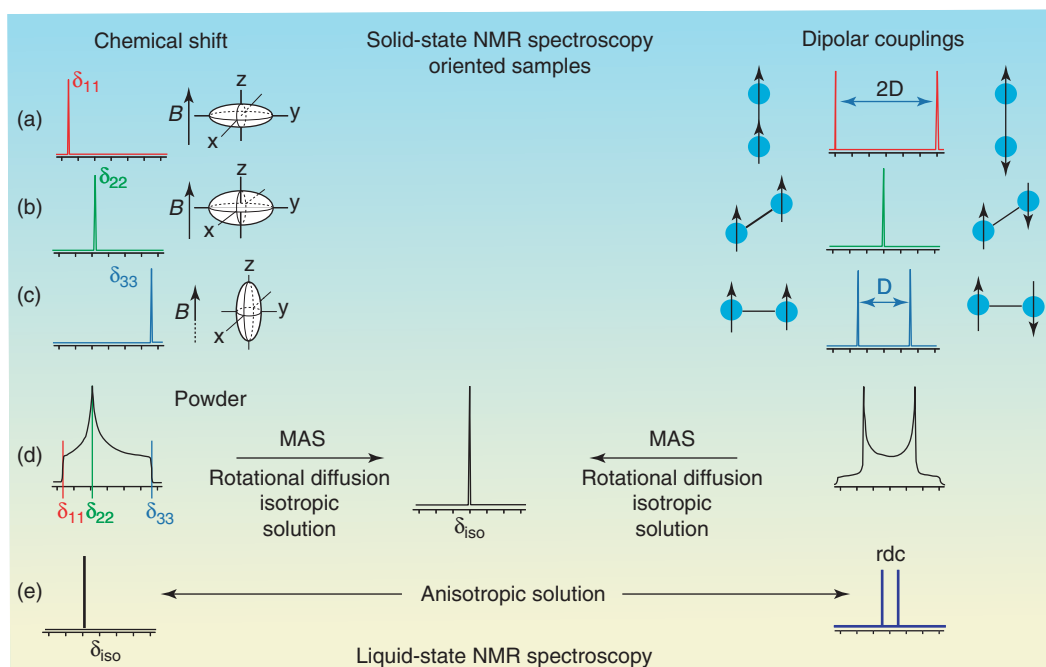 Chemical shift
Solid-state NMR spectroscopy
oriented samples
Dipolar couplings
(a)
δ11
B
z
y
x
2D
(b)
δ22
B
z
y
x
(c)
δ33
B
z
y
x
D
(d)
Powder
δ11
δ22
δ33
MAS
Rotational diffusion
isotropic
solution
δiso
MAS
Rotational diffusion
isotropic
solution
(e)
δiso
Anisotropic solution
rdc
Liquid-state NMR spectroscopy